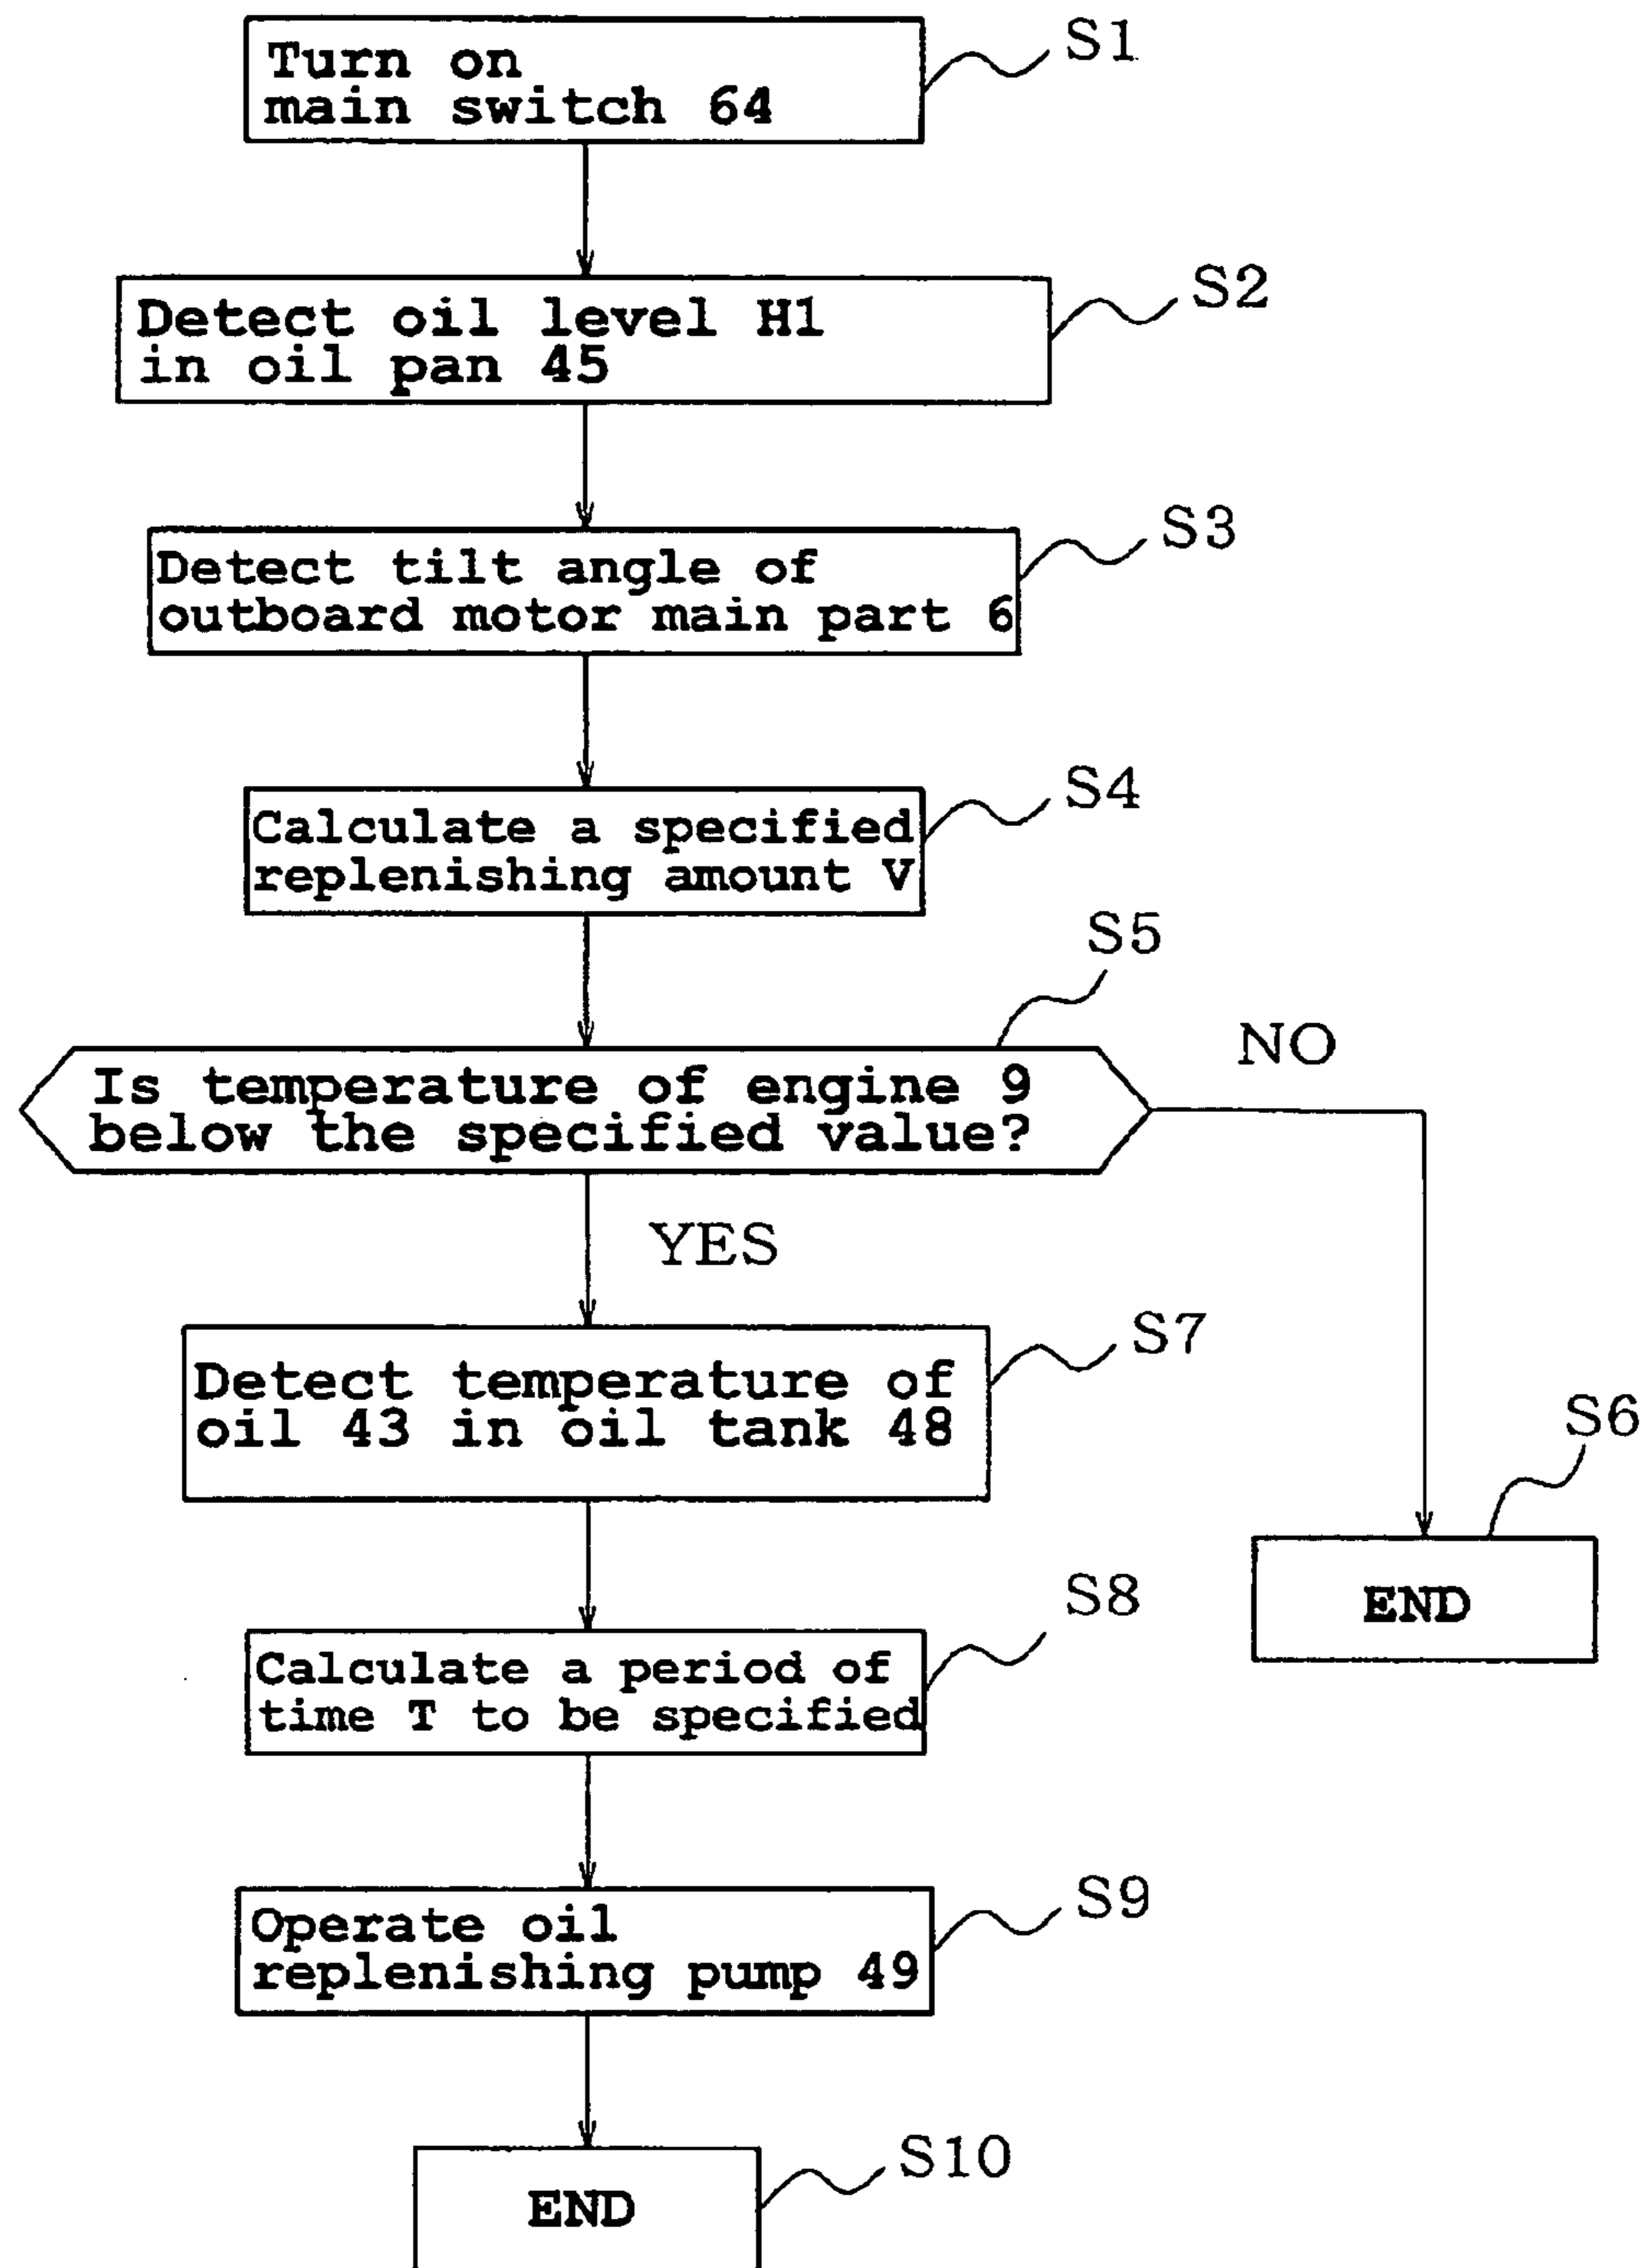 Turn on
main switch 64
S1
Detect oil level H1
in oil pan 45
S2
Detect tilt angle of
outboard motor main part 6
S3
Calculate a specified
replenishing amount V
S4
S5
Is temperature of engine 9
below the specified value?
NO
YES
Detect temperature of
oil 43 in oil tank 48
S7
S6
END
Calculate a period of
time T to be specified
S8
Operate oil
replenishing pump 49
S9
END
S10